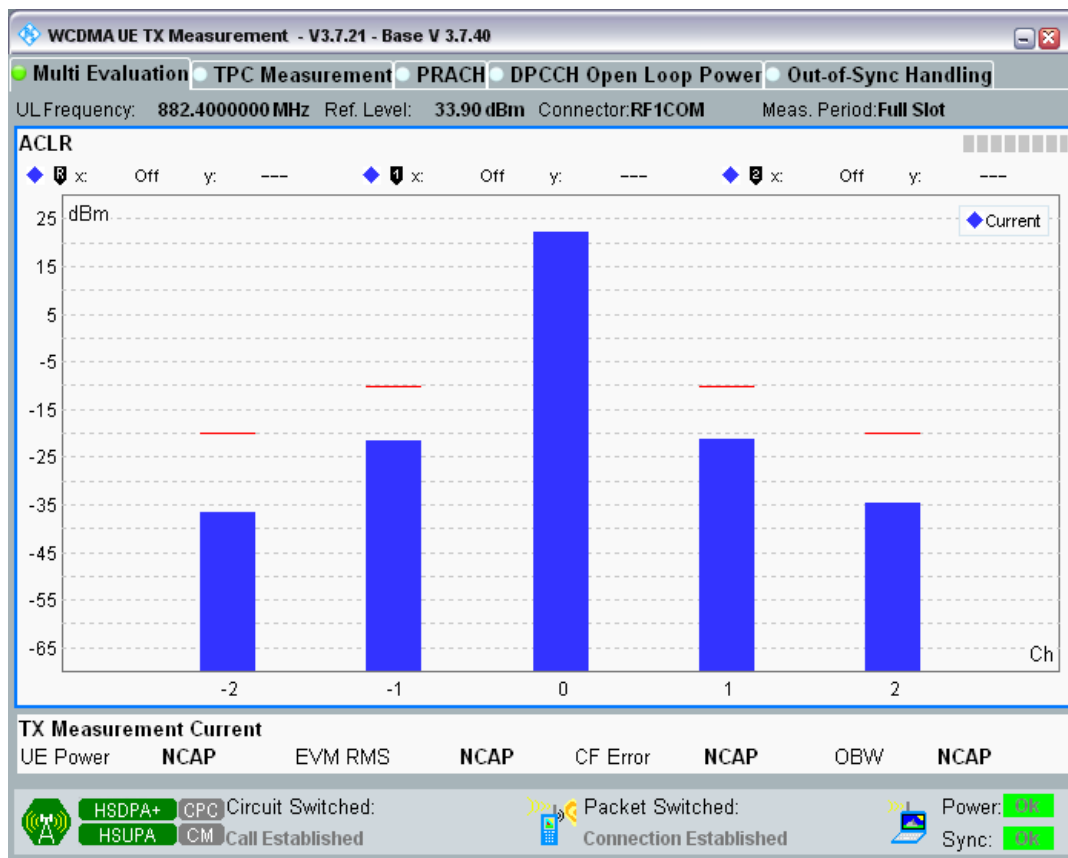 WCDMA UE TX Measurement - V3.7.21 - Base V 3.7.40
Multi Evaluation TPC Measurement PRACH DPCCH Open Loop Power Out-of-Sync Handling
UL Frequency: 882.4000000 MHz Ref. Level: 33.90 dBm Connector:RF1COM Meas. Period:Full Slot
ACLR
R x: Off y: --- 1 x: Off y: --- 2 x: Off y: ---
dBm
Current
25
15
5
-5
-15
-25
-35
-45
-55
-65
Ch
-2 -1 0 1 2
TX Measurement Current
UE Power NCAP EVM RMS NCAP CF Error NCAP OBW NCAP
HSDPA+ CPC Circuit Switched: Packet Switched: Power: OK
HSUPA CM Call Established Connection Established Sync: OK